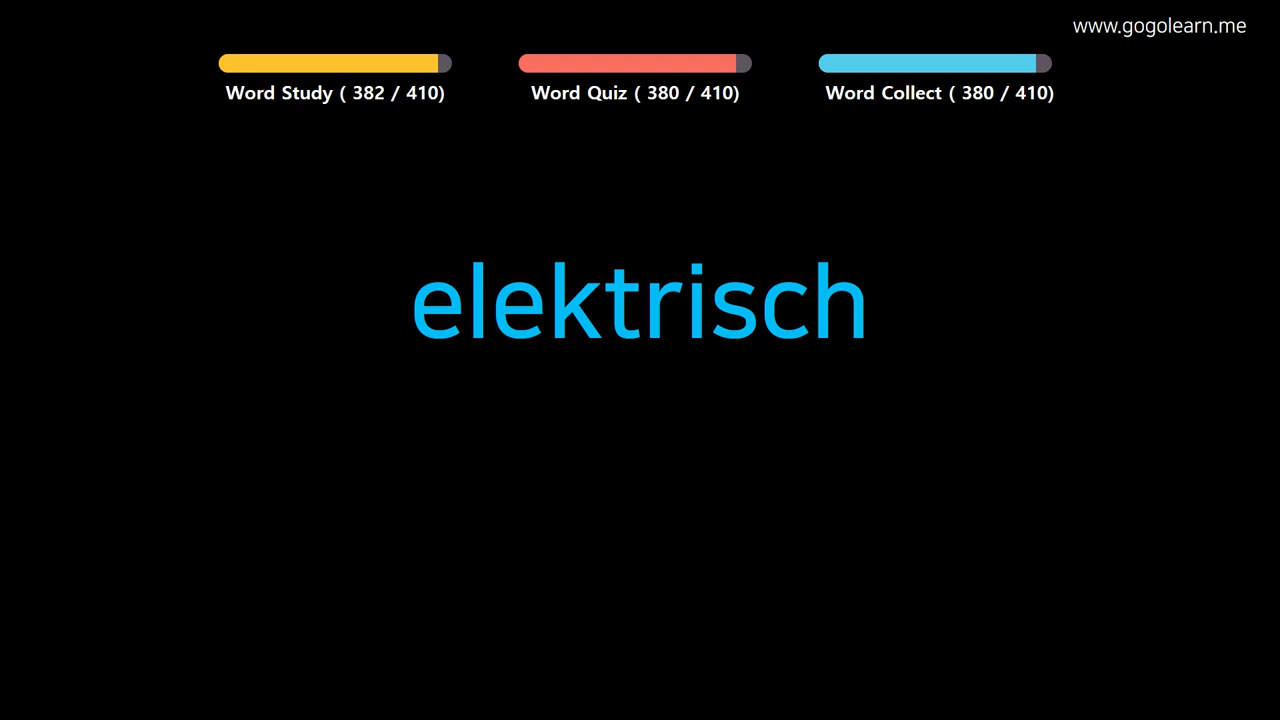 www.gogolearn.me
Word Study ( 382 / 410)
Word Quiz ( 380 / 410)
Word Collect ( 380 / 410)
elektrisch